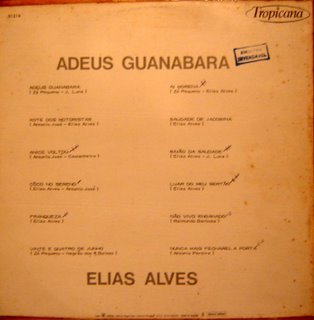 Tropicana
ADEUS GUANABARA
ADEUS GUANABARA
( Zé Pequeno - J. Luna )
XOTE DOS MOTORISTAS
( Antonio José - Elias Alves )
ANICE VOLTOU
( Antonio José - Castanheira )
CÔCO NO SERENO
( Elias Alves - Antonio José )
FRANQUEZA
( Elias Alves )
VINTE E QUATRO DE JUNHO
( Zé Pequeno - Negrão dos 8 Baixos )
AI MORENA
( Zé Pequeno - Elias Alves )
SAUDADE DE JACOBINA
( Elias Alves )
BAIÃO DA SAUDADE
( Elias Alves - J. Luna )
LUAR DO MEU SERTÃO
( Elias Alves )
NÃO VIVO ENGANADO
( Raimundo Barbosa )
NUNCA MAIS FECHAREI A PORTA
( Antonio Pereira )
ELIAS ALVES